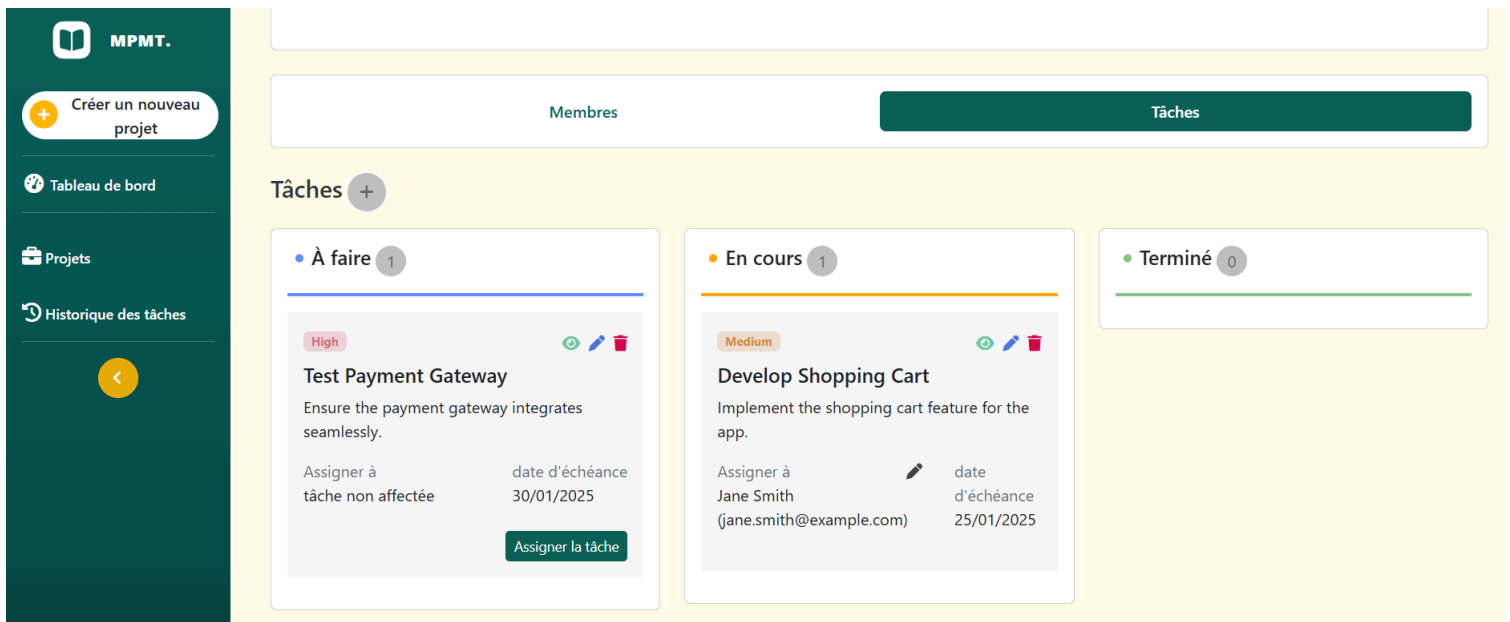 MPMT.
Créer un nouveau
projet
Tableau de bord
Projets
Historique des tâches
Membres
Tâches
Tâches +
À faire 1
High
Test Payment Gateway
Ensure the payment gateway integrates
seamlessly.
Assigner à
tâche non affectée
date d'échéance
30/01/2025
Assigner la tâche
En cours 1
Medium
Develop Shopping Cart
Implement the shopping cart feature for the
app.
Assigner à
Jane Smith
(jane.smith@example.com)
date
d'échéance
25/01/2025
Terminé 0